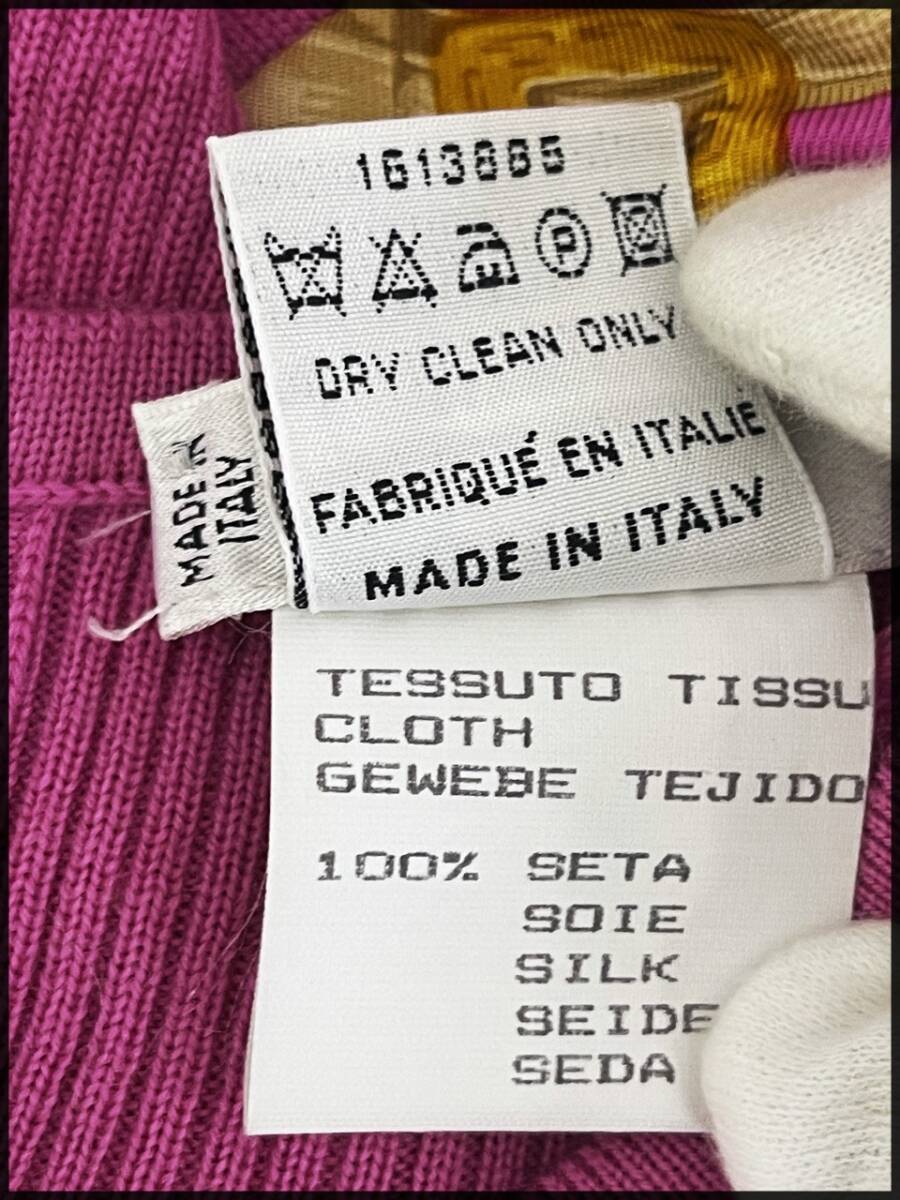 1613885
P
DRY CLEAN ONLY
FABRIQUÉ EN ITALIE
MADE IN ITALY
MADE IN
ITALY
TESSUTO TISSU
CLOTH
GEWEBE TEJIDO
100% SETA
SOIE
SILK
SEIDE
SEDA